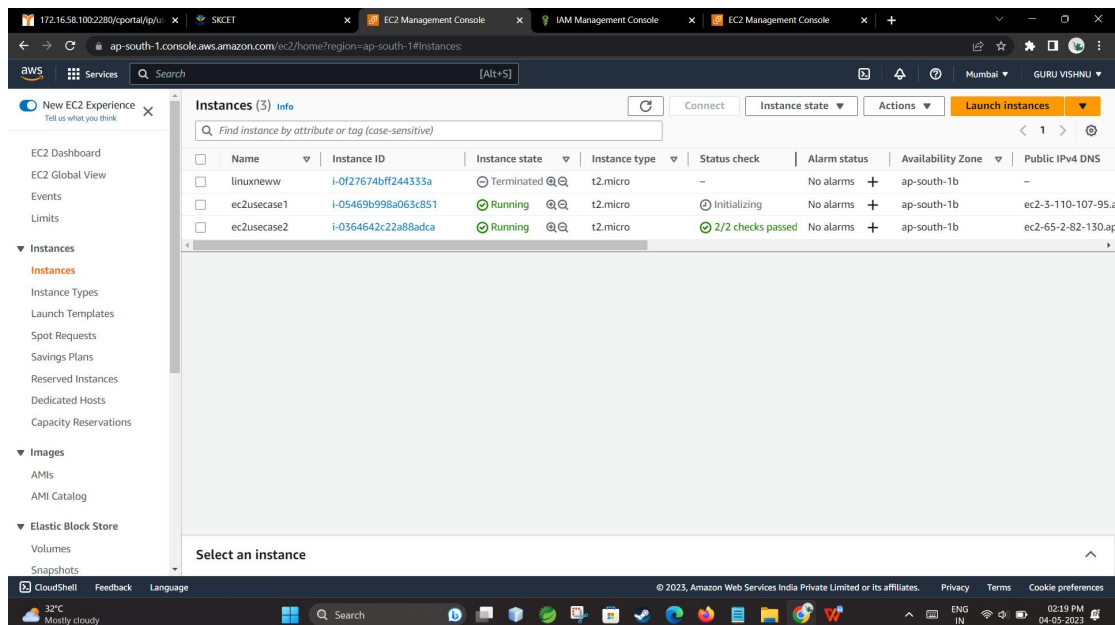 172.16.58.100:2280/cportal/ip/us
SKCET
EC2 Management Console
IAM Management Console
EC2 Management Console
ap-south-1.console.aws.amazon.com/ec2/home?region=ap-south-1#Instances:
aws
Services
Search
[Alt+S]
Mumbai
GURU VISHNU
New EC2 Experience
Tell us what you think
EC2 Dashboard
EC2 Global View
Events
Limits
Instances
Instances
Instance Types
Launch Templates
Spot Requests
Savings Plans
Reserved Instances
Dedicated Hosts
Capacity Reservations
Images
AMIs
AMI Catalog
Elastic Block Store
Volumes
Snapshots
Instances (3) Info
Connect
Instance state
Actions
Launch instances
Find instance by attribute or tag (case-sensitive)
1
Name Instance ID Instance state Instance type Status check Alarm status Availability Zone Public IPv4 DNS
linuxneww i-0f27674bff244333a Terminated t2.micro – No alarms + ap-south-1b –
ec2usecase1 i-05469b998a063c851 Running t2.micro Initializing No alarms + ap-south-1b ec2-3-110-107-95.a
ec2usecase2 i-0364642c22a88adca Running t2.micro 2/2 checks passed No alarms + ap-south-1b ec2-65-2-82-130.ap
Select an instance
CloudShell Feedback Language
© 2023, Amazon Web Services India Private Limited or its affiliates. Privacy Terms Cookie preferences
32°C
Mostly cloudy
Search
ENG
IN
02:19 PM
04-05-2023